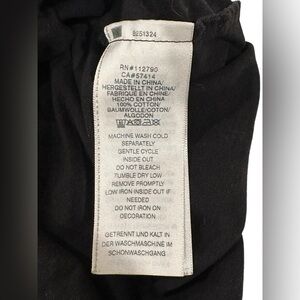 8251324
RN#112790
CA#57414
MADE IN CHINA/
HERGESTELLT IN CHINA/
FABRIQUE EN CHINE/
HECHO EN CHINA
100% COTTON/
BAUMWOLLE/COTON/
ALGODON
MACHINE WASH COLD
SEPARATELY
GENTLE CYCLE
INSIDE OUT
DO NOT BLEACH
TUMBLE DRY LOW
REMOVE PROMPTLY
LOW IRON INSIDE OUT IF
NEEDED
DO NOT IRON ON
DECORATION
GETRENNT UND KALT IN
DER WASCHMASCHINE IM
SCHONWASCHGANG